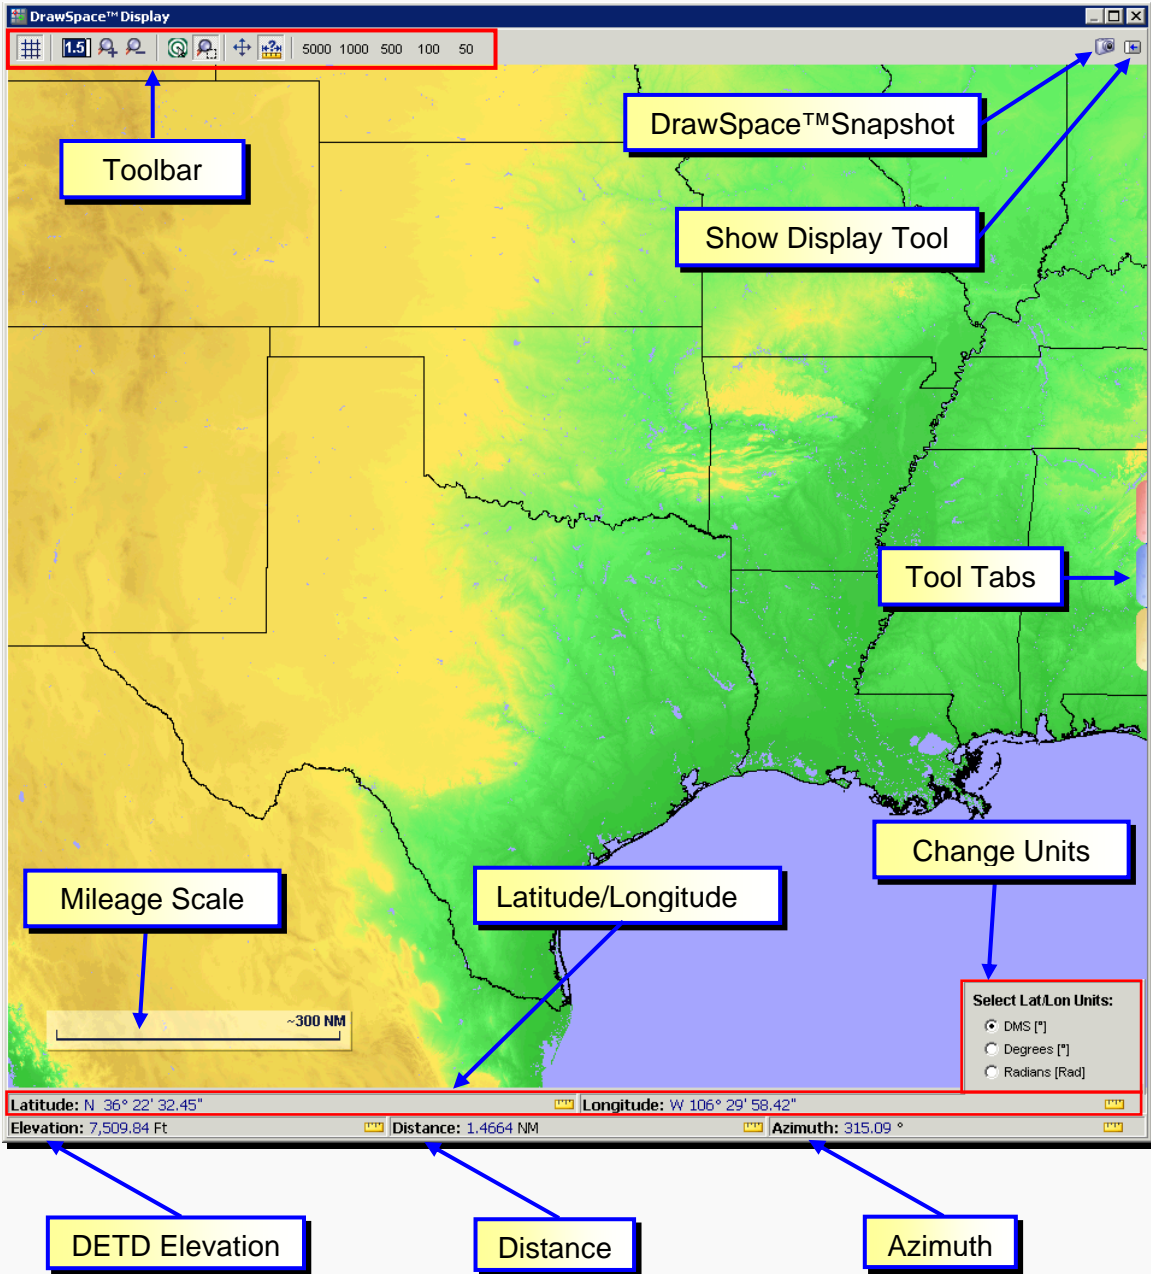 DrawSpace™ Display
1.5 5000 1000 500 100 50
DrawSpace™Snapshot
Toolbar
Show Display Tool
Tool Tabs
Change Units
Mileage Scale
Latitude/Longitude
~300 NM
Select Lat/Lon Units:
DMS [°]
Degrees [°]
Radians [Rad]
Latitude: N 36° 22' 32.45" Longitude: W 106° 29' 58.42"
Elevation: 7,509.84 Ft Distance: 1.4664 NM Azimuth: 315.09 °
DETD Elevation
Distance
Azimuth